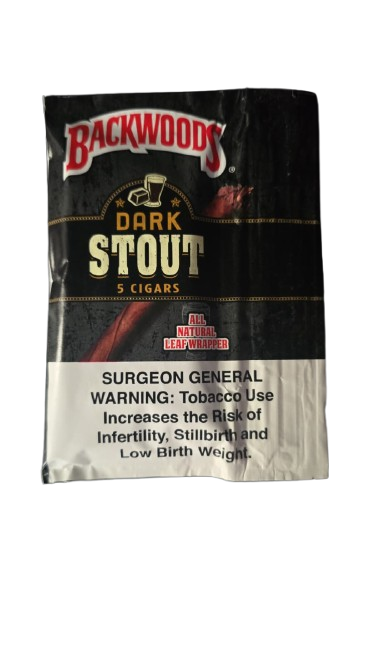 BACKWOODS®
DARK
STOUT
5 CIGARS
ALL
NATURAL
LEAF WRAPPER
SURGEON GENERAL
WARNING: Tobacco Use
Increases the Risk of
Infertility, Stillbirth and
Low Birth Weight.